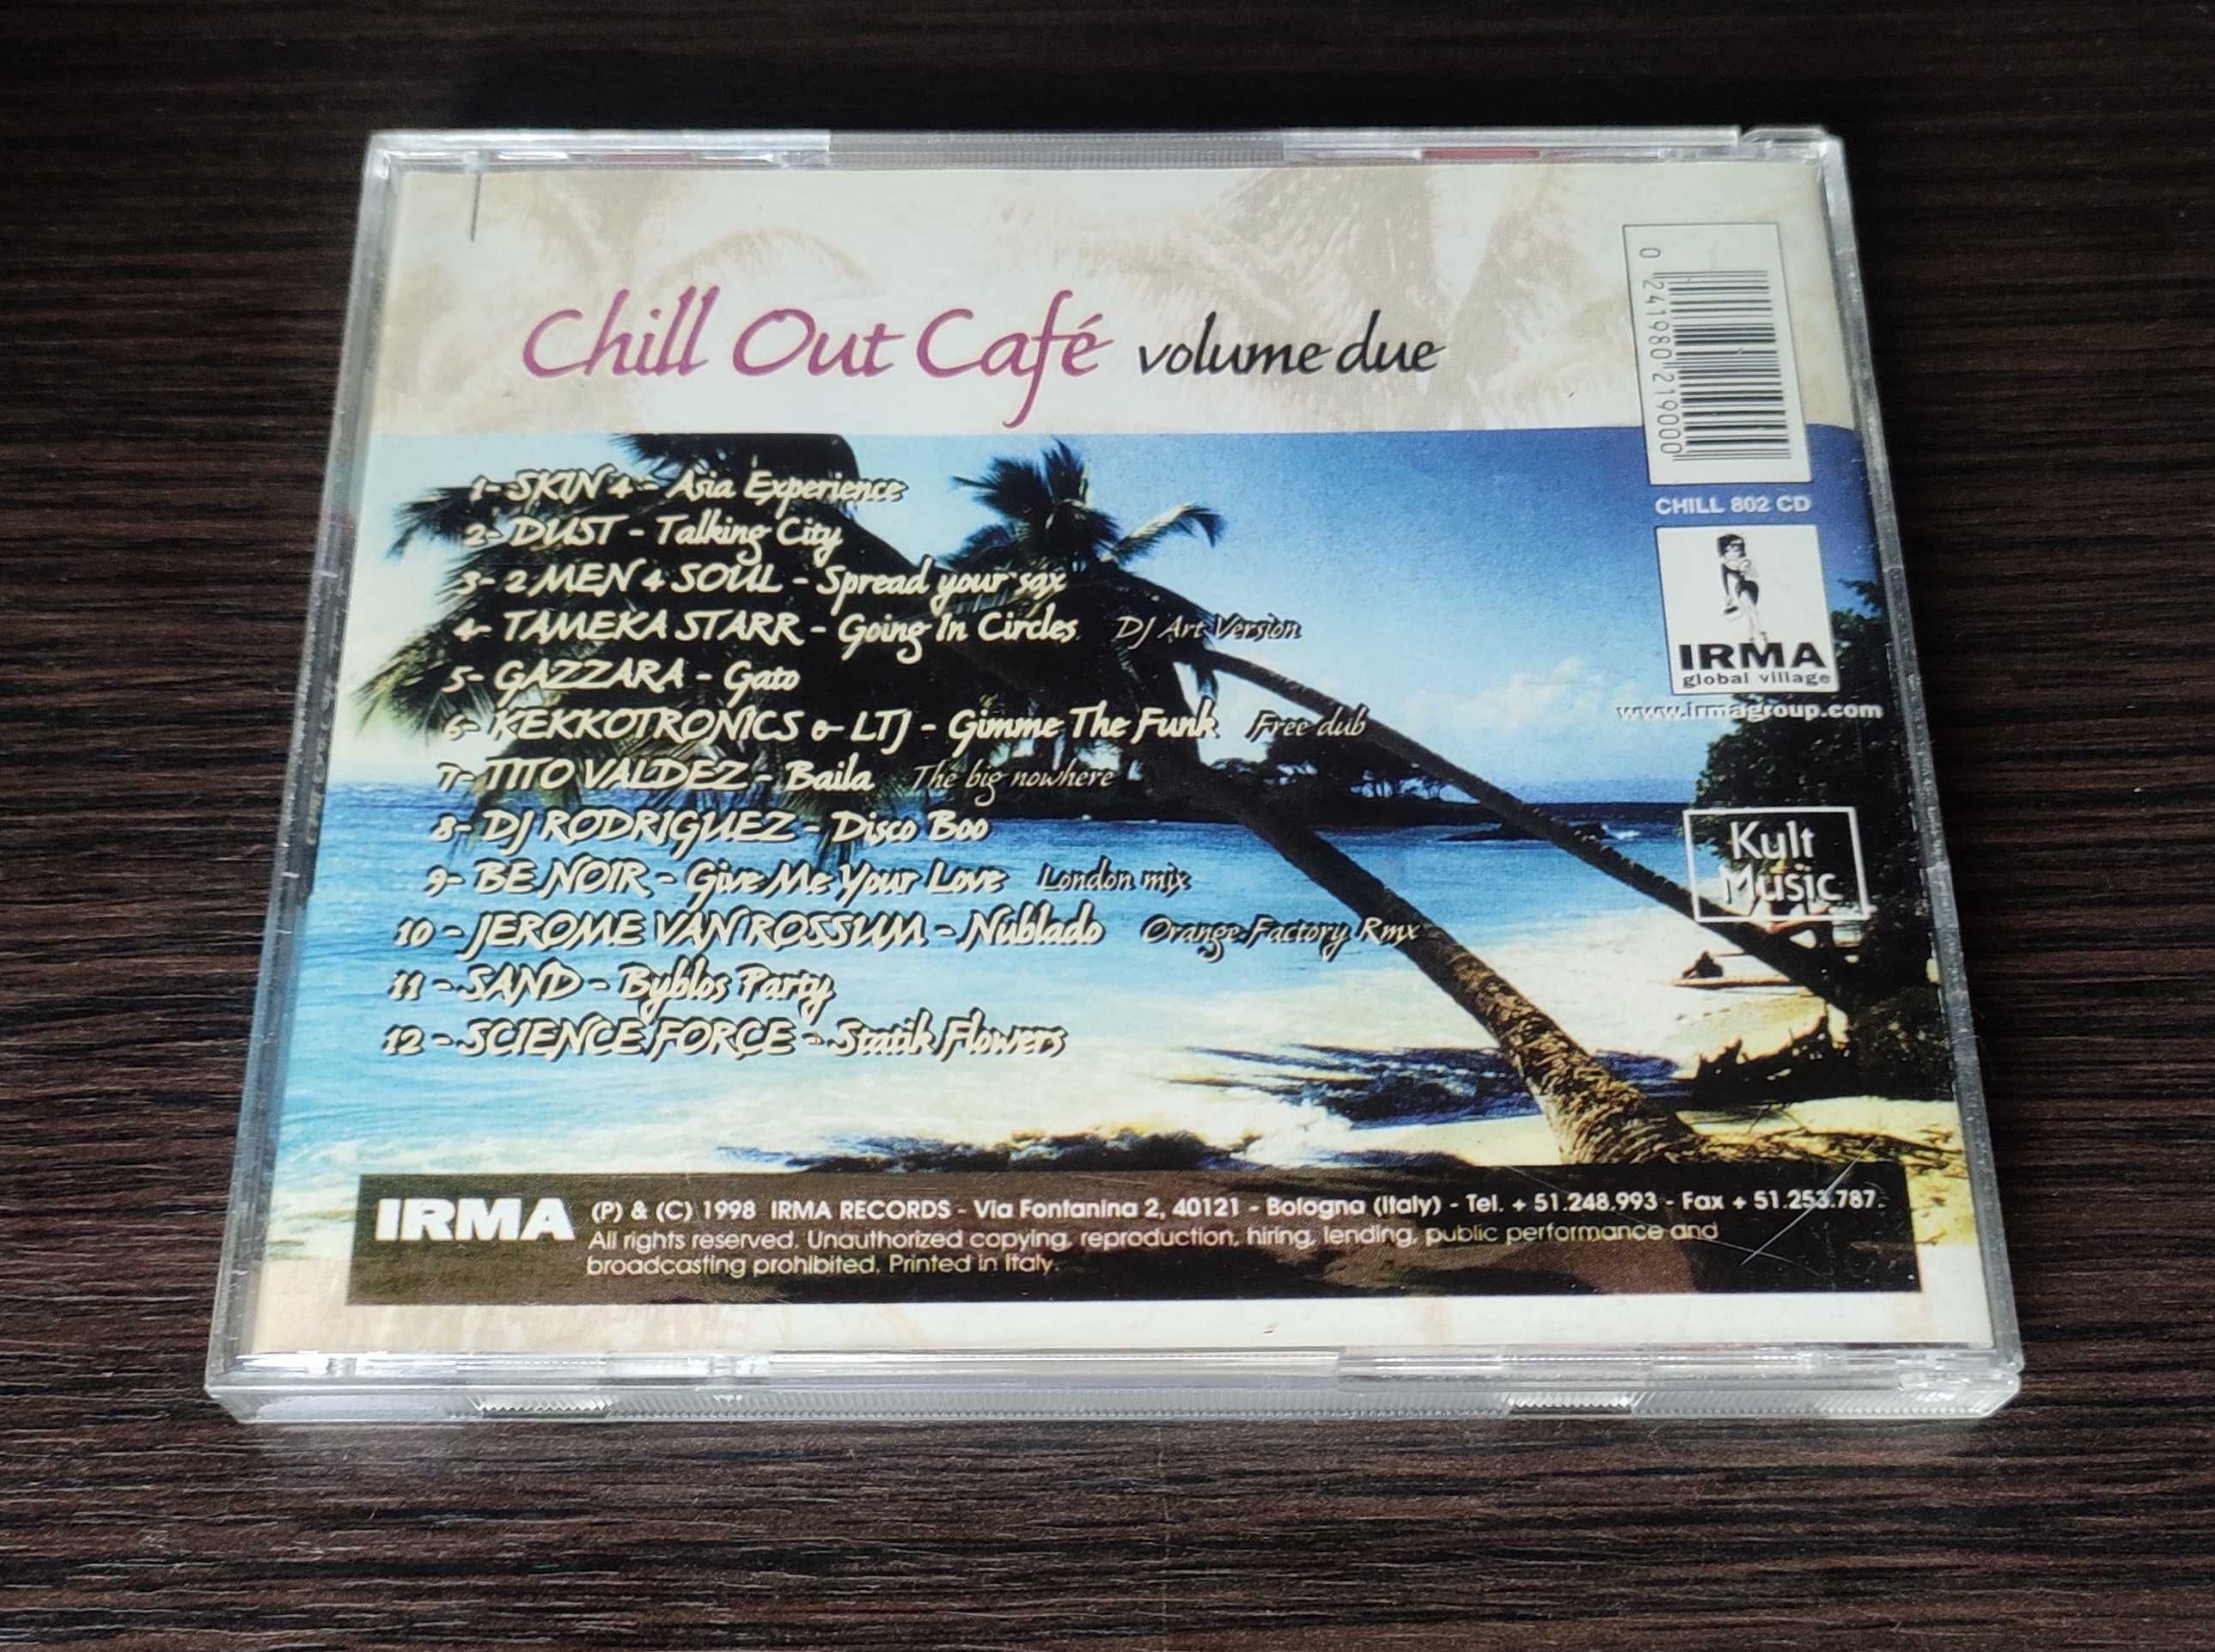 Chill Out Café volume due
0 241980 219000
CHILL 802 CD
IRMA
global village
www.irmagroup.com
Kult
Music
1- SKIN 4 - Asia Experience
2- DUST - Talking City
3- 2 MEN 4 SOUL - Spread your sax
4- TAMEKA STARR - Going In Circles DJ Art Version
5- GAZZARA - Gato
6- KEKKOTRONICS & LTJ - Gimme The Funk Free dub
7- TITO VALDEZ - Baila The big nowhere
8- DJ RODRIGUEZ - Disco Boo
9- BE NOIR - Give Me Your Love London mix
10 - JEROME VAN ROSSUM - Nublado Orange Factory Rmx
11 - SAND - Byblos Party
12 - SCIENCE FORCE - Statik Flowers
IRMA (P) & (C) 1998 IRMA RECORDS - Via Fontanina 2, 40121 - Bologna (Italy) - Tel. + 51.248.993 - Fax + 51.253.787.
All rights reserved. Unauthorized copying, reproduction, hiring, lending, public performance and
broadcasting prohibited. Printed in Italy.